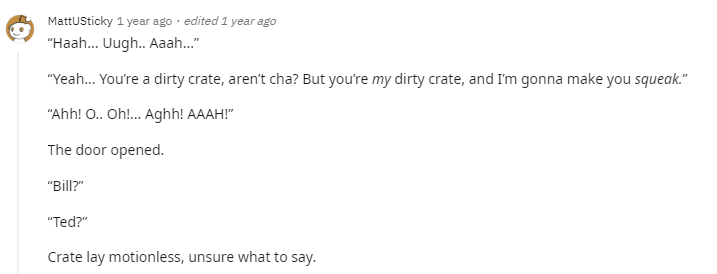 MattUSticky 1 year ago · edited 1 year ago
“Haah... Uugh.. Aaah...”
“Yeah... You’re a dirty crate, aren’t cha? But you’re my dirty crate, and I’m gonna make you squeak.”
“Ahh! O.. Oh!... Aghh! AAAH!”
The door opened.
“Bill?”
“Ted?”
Crate lay motionless, unsure what to say.